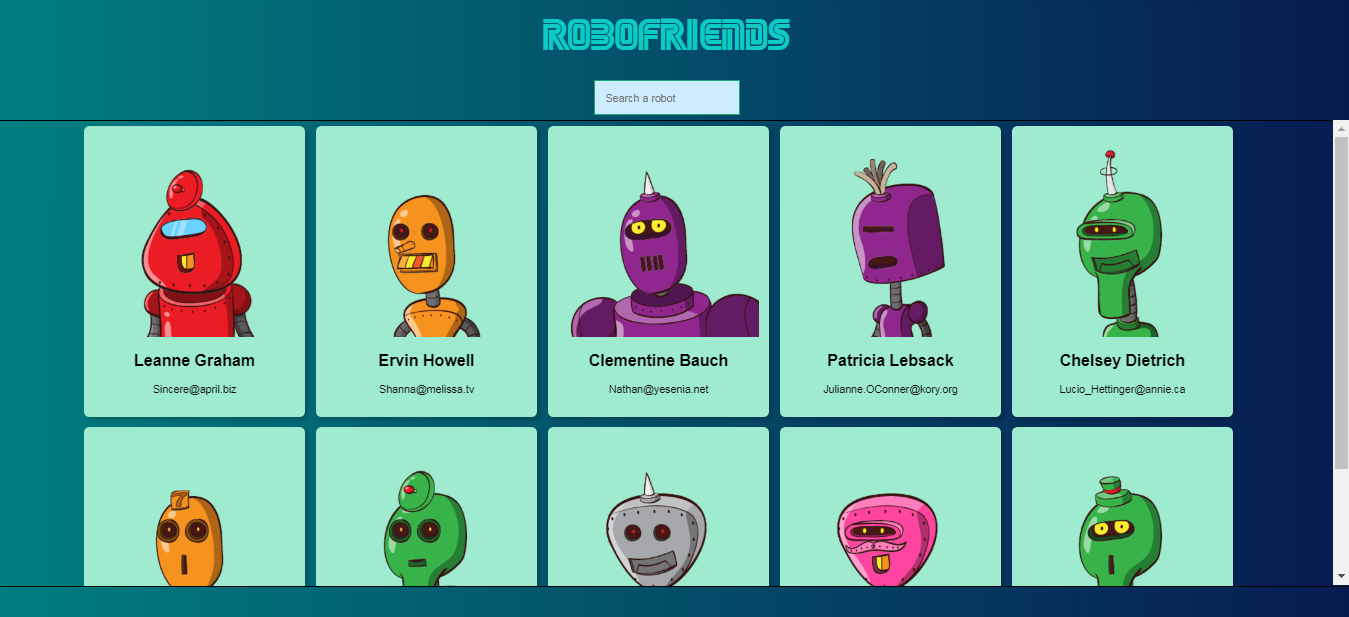 ROBOFRIENDS
Search a robot
Leanne Graham
Ervin Howell
Clementine Bauch
Patricia Lebsack
Chelsey Dietrich
Sincere@april.biz
Shanna@melissa.tv
Nathan@yesenia.net
Julianne.OConner@kory.org
Lucio_Hettinger@annie.ca
7